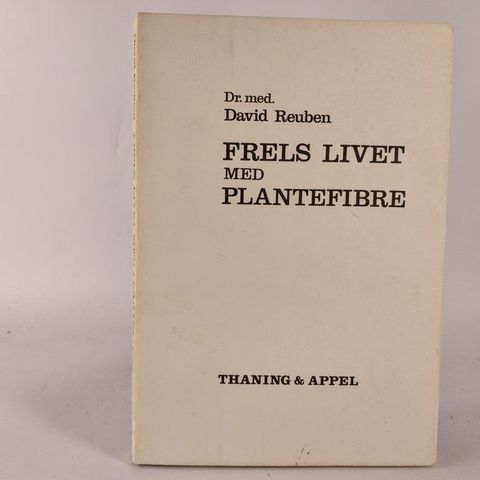 Dr. med.
David Reuben
FRELS LIVET
MED
PLANTEFIBRE
THANING & APPEL